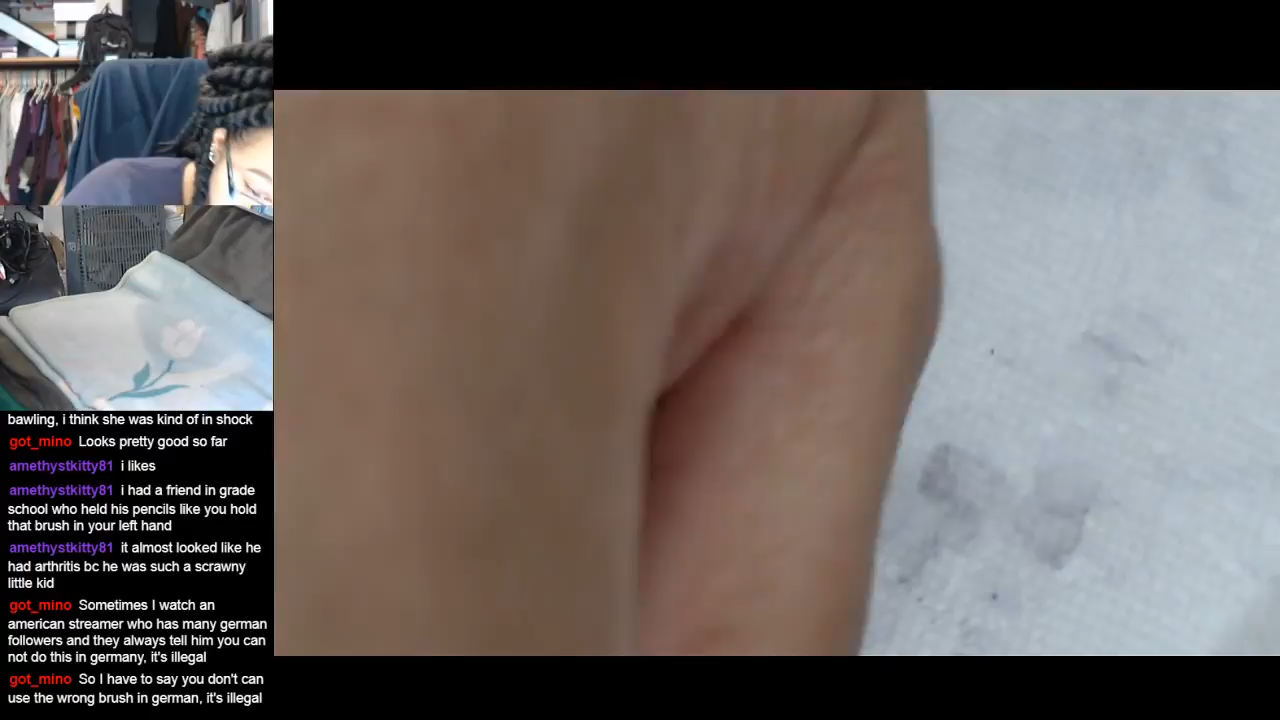 bawling, i think she was kind of in shock
got_mino Looks pretty good so far
amethystkitty81 i likes
amethystkitty81 i had a friend in grade
school who held his pencils like you hold
that brush in your left hand
amethystkitty81 it almost looked like he
had arthritis bc he was such a scrawny
little kid
got_mino Sometimes I watch an
american streamer who has many german
followers and they always tell him you can
not do this in germany, it's illegal
got_mino So I have to say you don't can
use the wrong brush in german, it's illegal